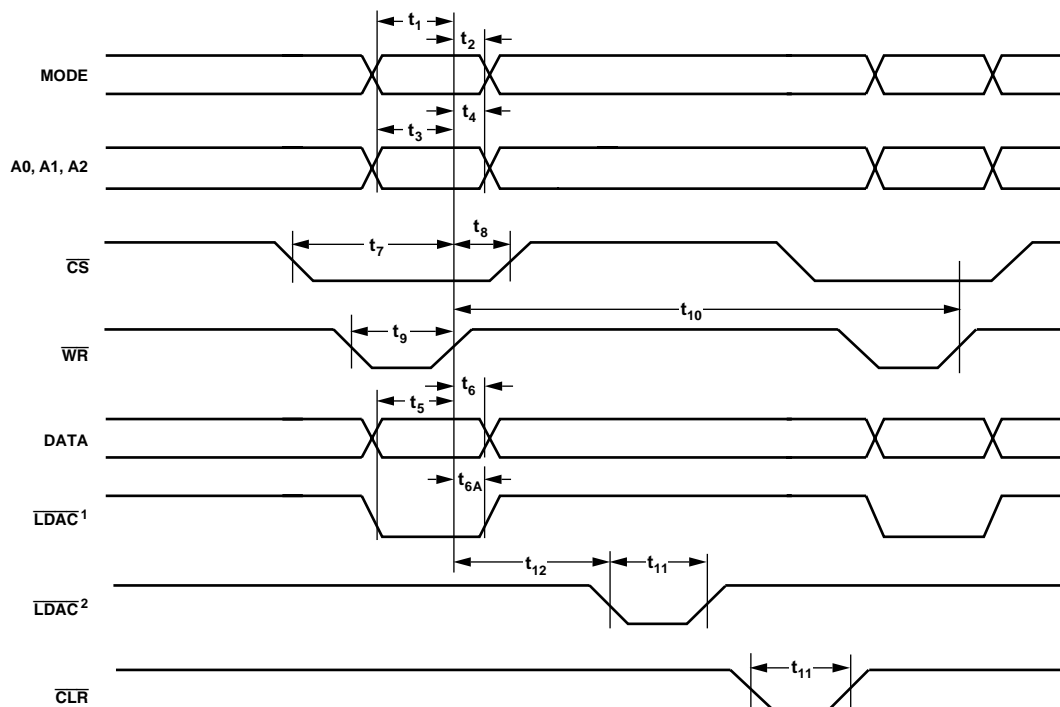 t1
t2
MODE
t4
t3
A0, A1, A2
t7
t8
CS
t10
t9
WR
t6
t5
DATA
t6A
LDAC1
t12
t11
LDAC2
t11
CLR